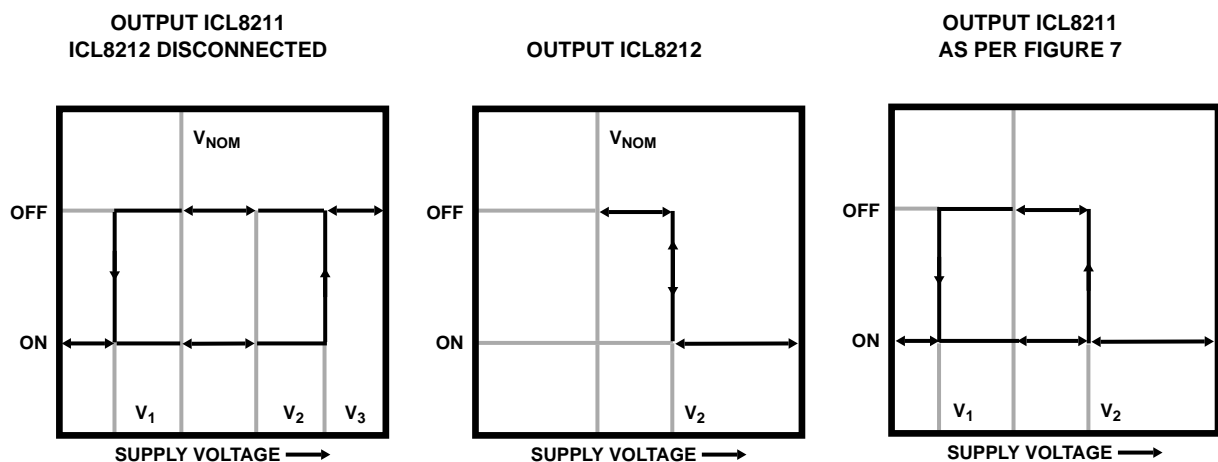 OUTPUT ICL8211
ICL8212 DISCONNECTED
VNOM
OFF
ON
V1
V2
V3
SUPPLY VOLTAGE
OUTPUT ICL8212
VNOM
OFF
ON
V2
SUPPLY VOLTAGE
OUTPUT ICL8211
AS PER FIGURE 7
OFF
ON
V1
V2
SUPPLY VOLTAGE